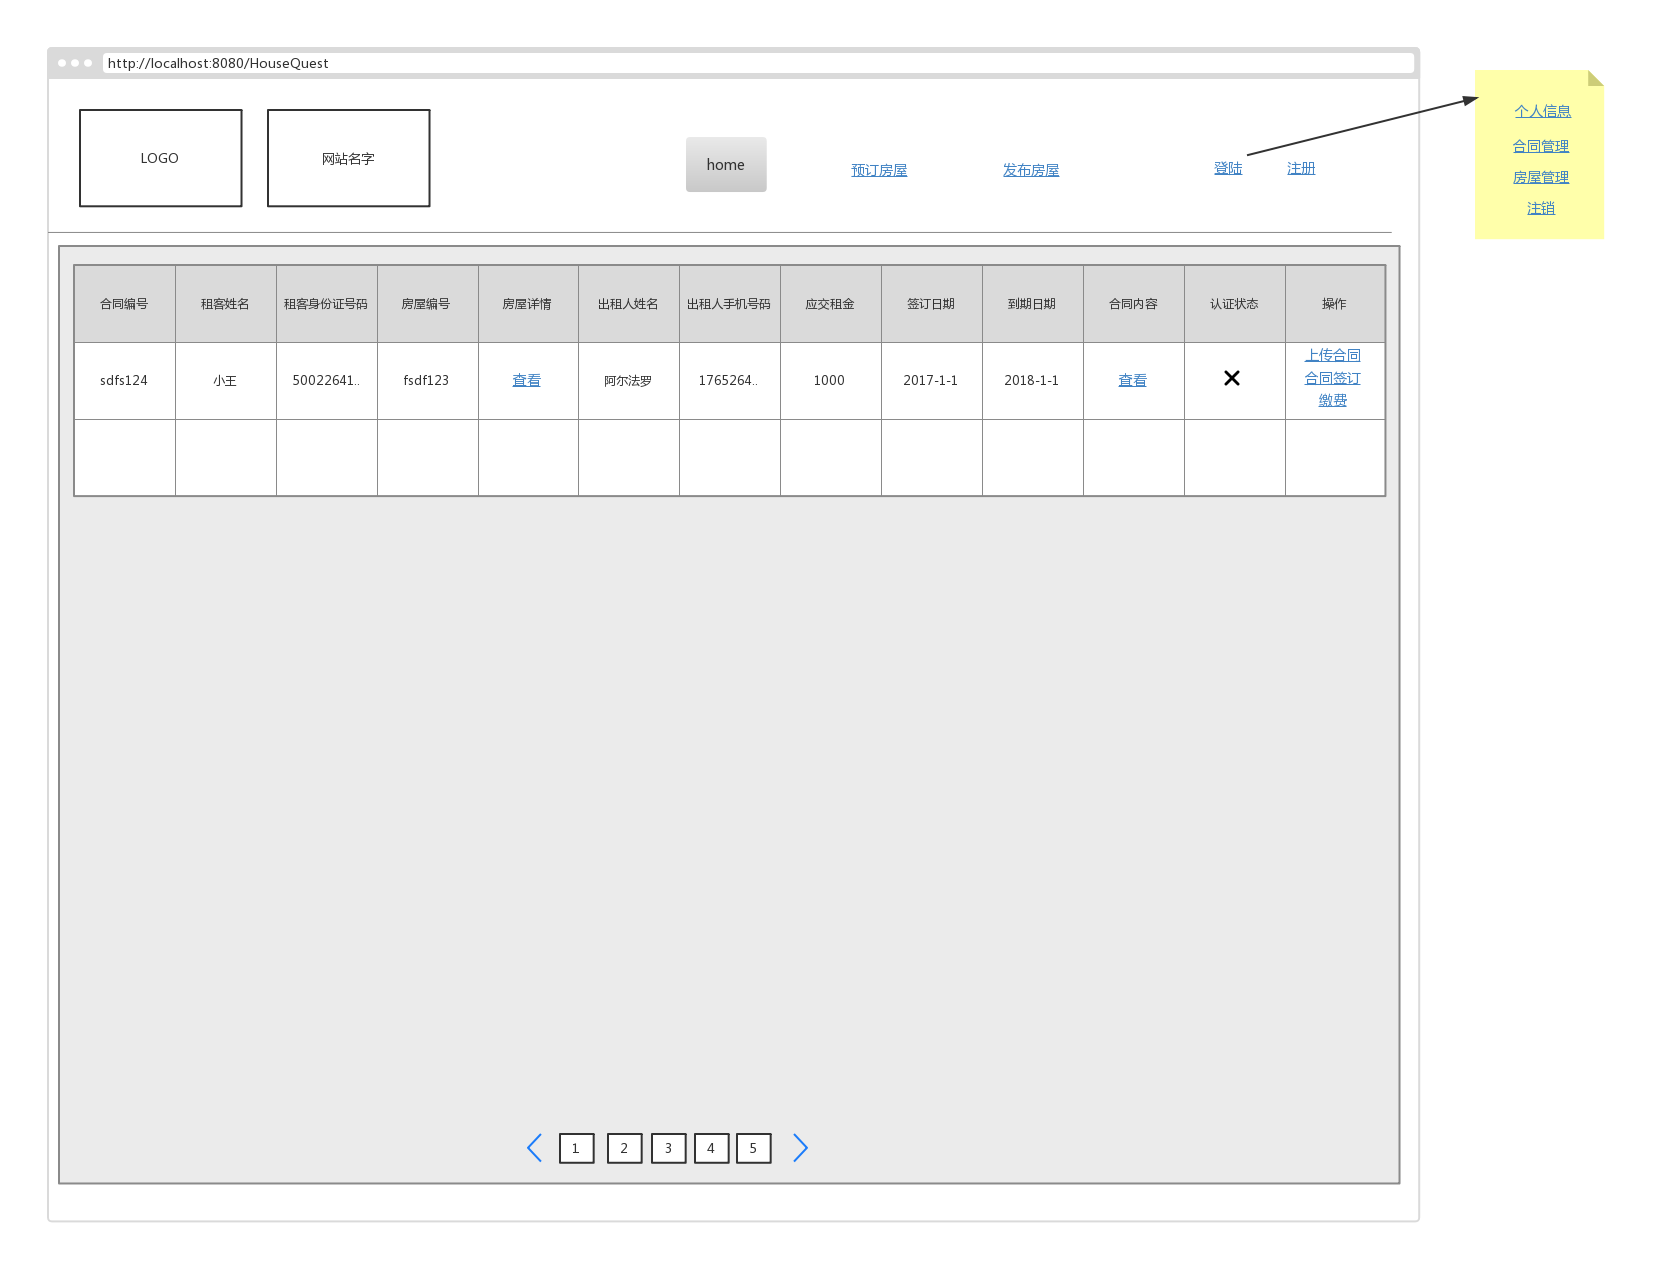 http://localhost:8080/HouseQuest
LOGO
网站名字
home
预订房屋
发布房屋
登陆
注册
个人信息
合同管理
房屋管理
注销
合同编号 租客姓名 租客身份证号码 房屋编号 房屋详情 出租人姓名 出租人手机号码 应交租金 签订日期 到期日期 合同内容 认证状态 操作
sdfs124 小王 50022641.. fsdf123 查看 阿尔法罗 1765264.. 1000 2017-1-1 2018-1-1 查看
上传合同
合同签订
缴费
1 2 3 4 5